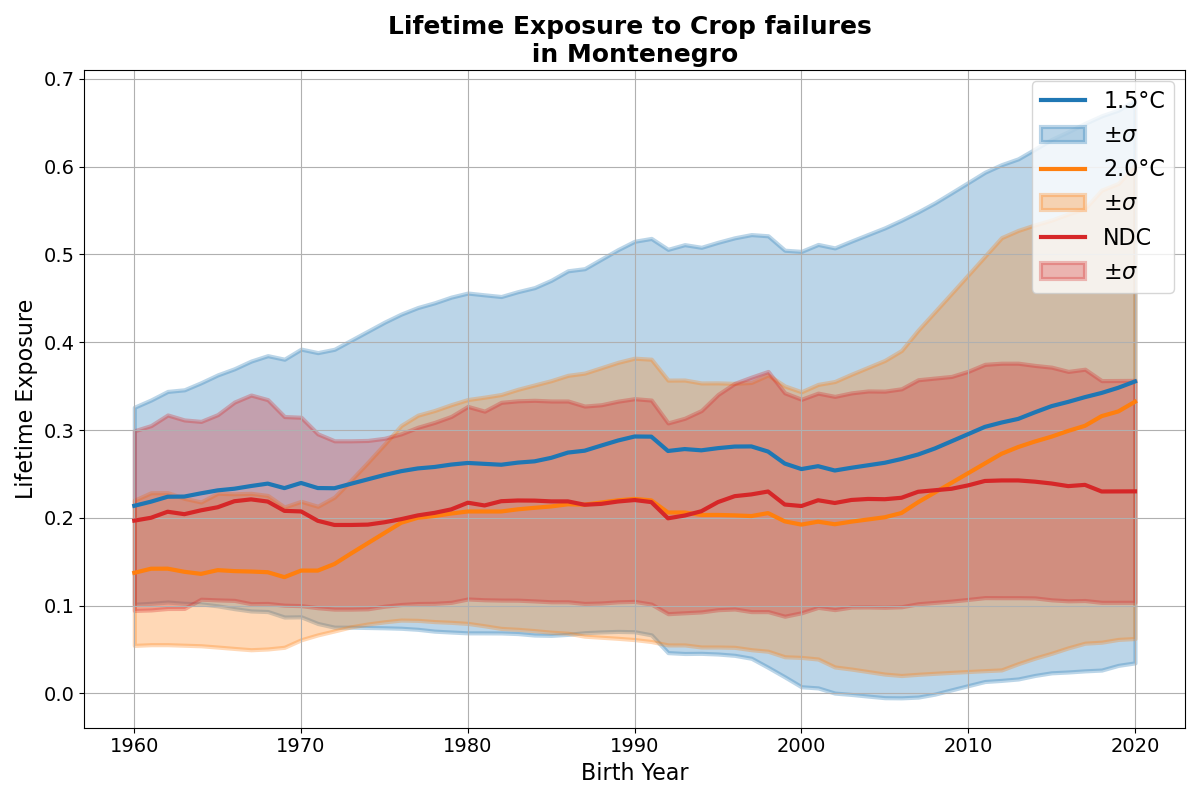 Lifetime Exposure to Crop failures
in Montenegro
0.7
0.6
0.5
0.4
0.3
0.2
0.1
0.0
Lifetime Exposure
1960 1970 1980 1990 2000 2010 2020
Birth Year
1.5°C
±σ
2.0°C
±σ
NDC
±σ